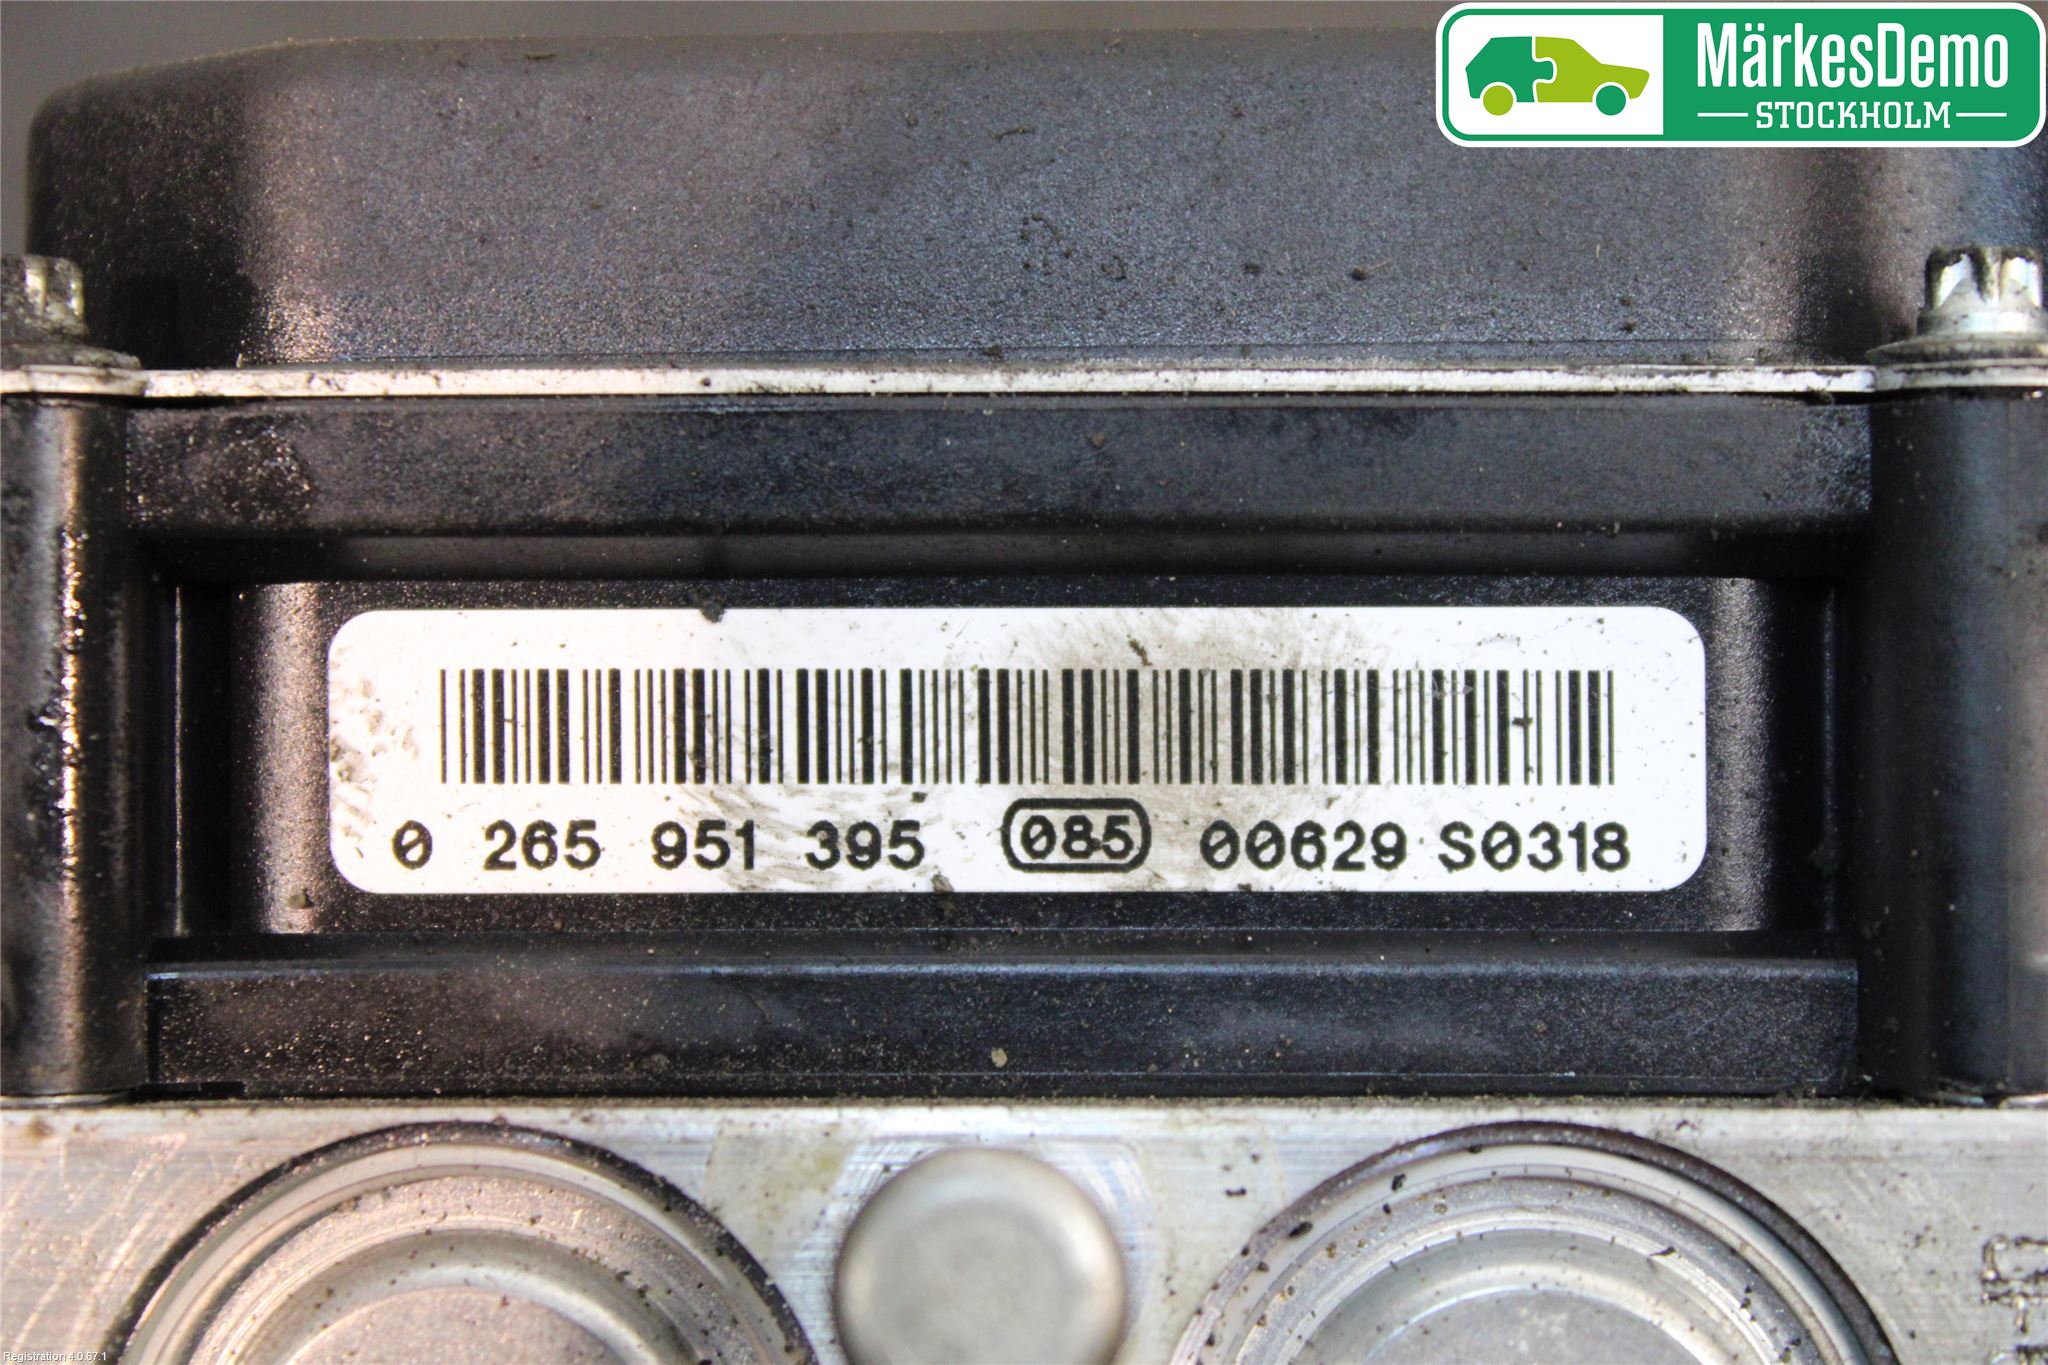 MärkesDemo
STOCKHOLM
0 265 951 395 085 00629 S0318
Registration 4.0.67.1